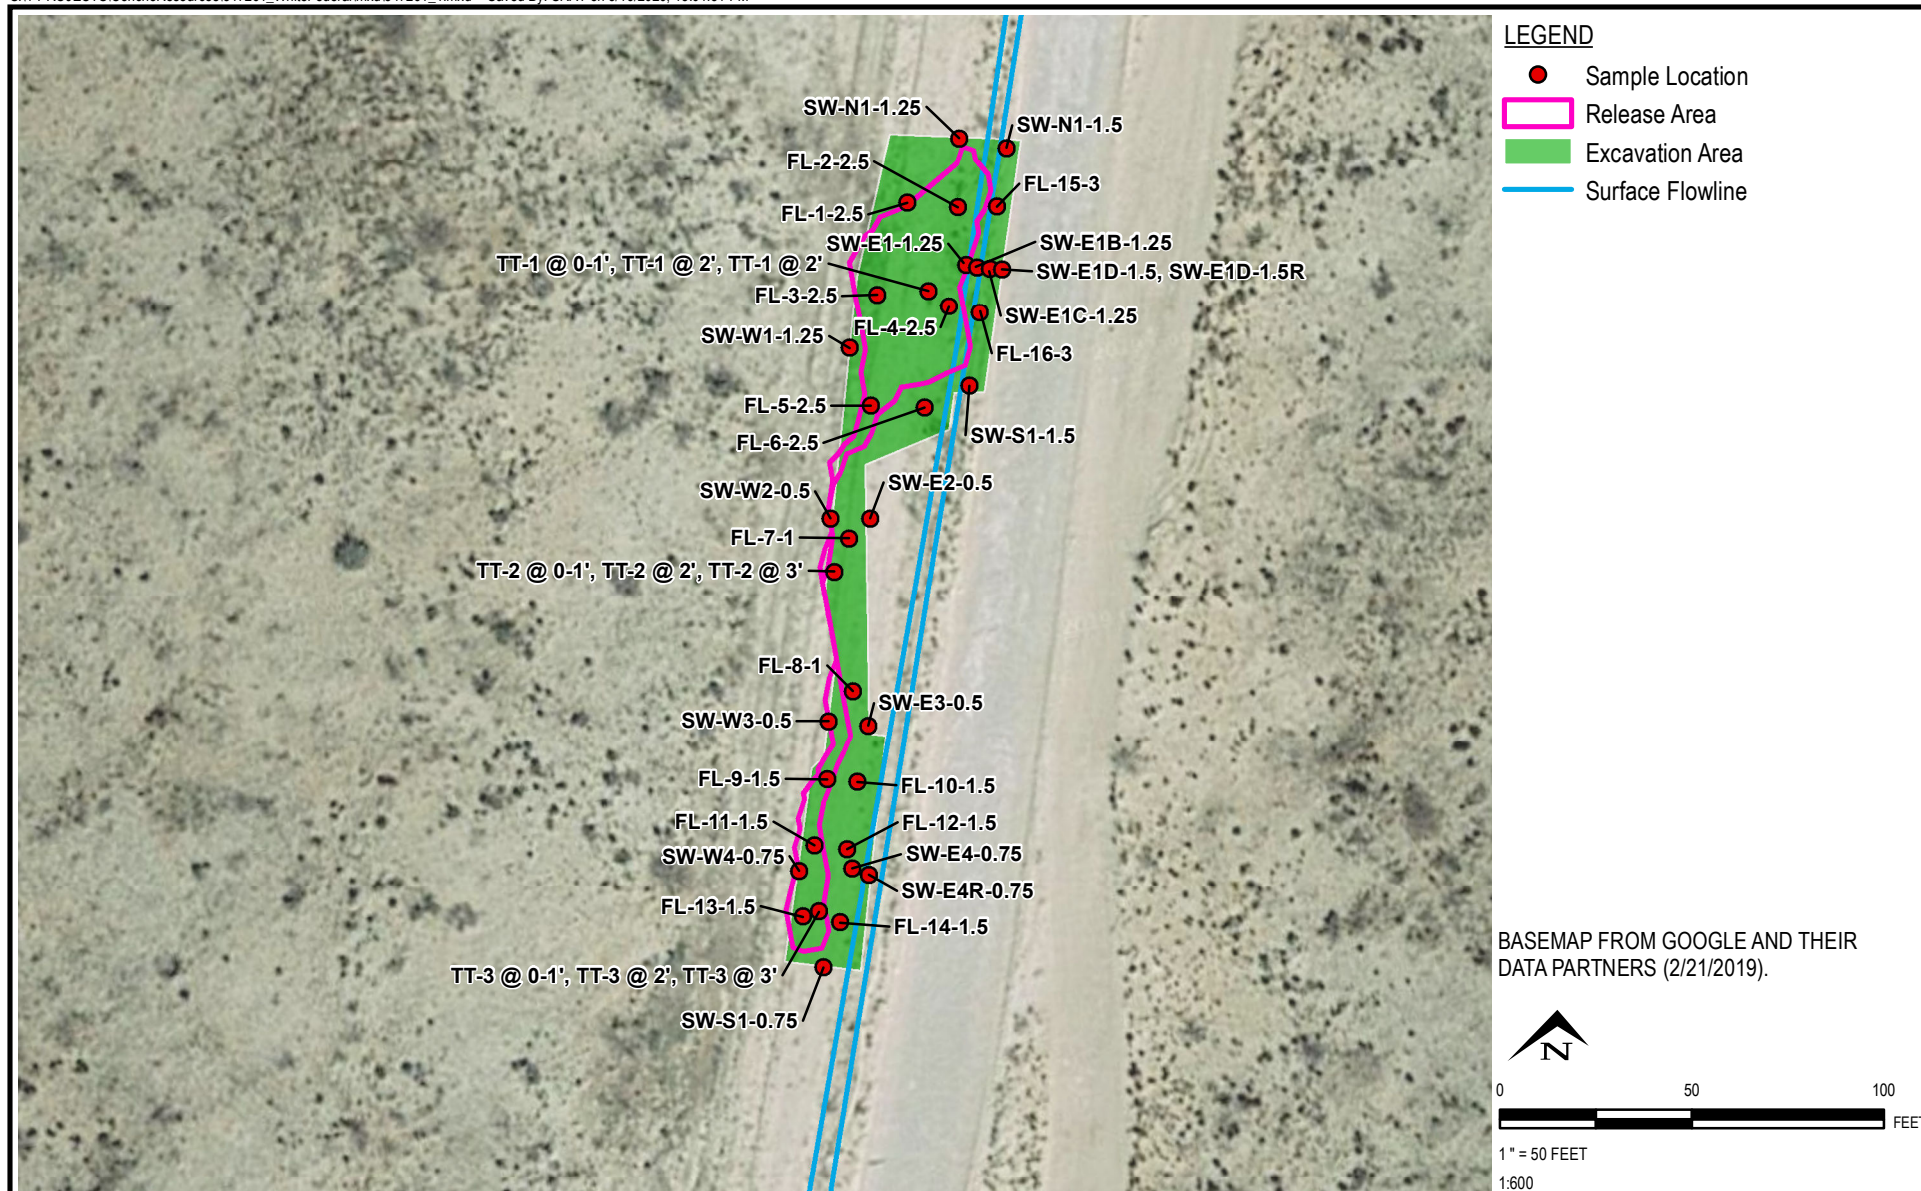 LEGEND
Sample Location
Release Area
Excavation Area
Surface Flowline
SW-N1-1.25
SW-N1-1.5
FL-2-2.5
FL-15-3
FL-1-2.5
SW-E1-1.25
SW-E1B-1.25
TT-1 @ 0-1', TT-1 @ 2', TT-1 @ 2'
SW-E1D-1.5, SW-E1D-1.5R
FL-3-2.5
SW-E1C-1.25
FL-4-2.5
SW-W1-1.25
FL-16-3
FL-5-2.5
FL-6-2.5
SW-S1-1.5
SW-W2-0.5
SW-E2-0.5
FL-7-1
TT-2 @ 0-1', TT-2 @ 2', TT-2 @ 3'
FL-8-1
SW-E3-0.5
SW-W3-0.5
FL-9-1.5
FL-10-1.5
FL-11-1.5
FL-12-1.5
SW-W4-0.75
SW-E4-0.75
SW-E4R-0.75
FL-13-1.5
FL-14-1.5
TT-3 @ 0-1', TT-3 @ 2', TT-3 @ 3'
SW-S1-0.75
BASEMAP FROM GOOGLE AND THEIR
DATA PARTNERS (2/21/2019).
N
0 50 100
FEET
1 " = 50 FEET
1:600